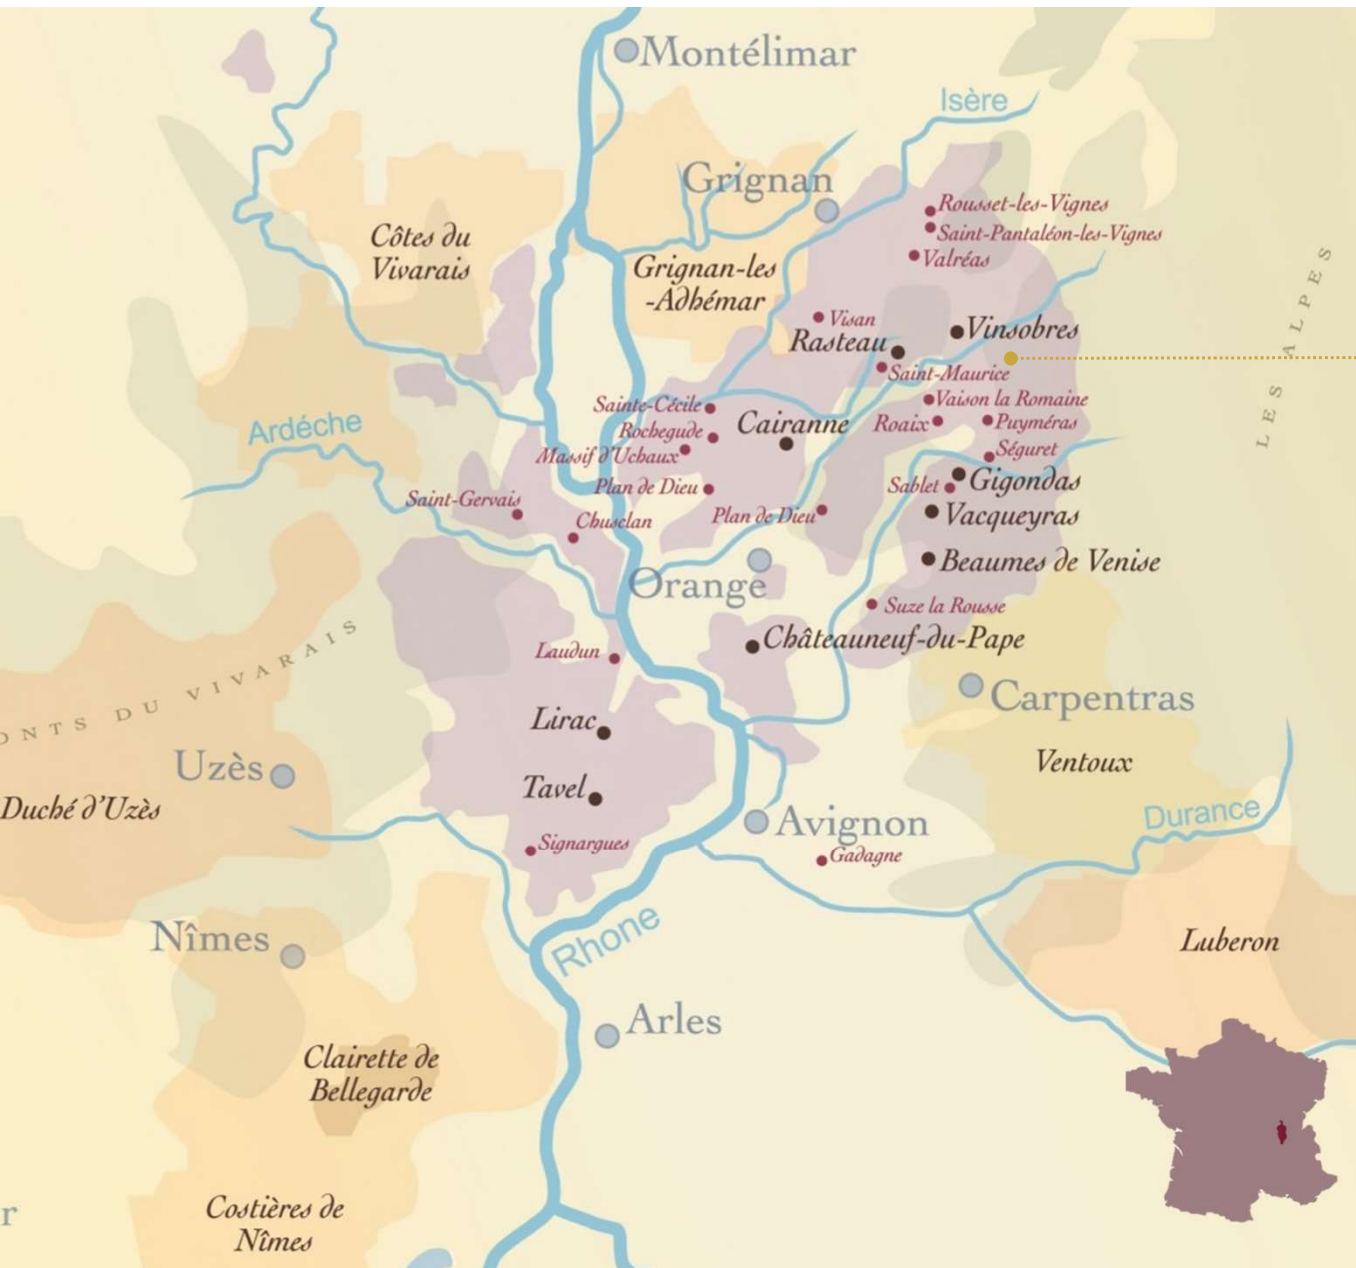 Montélimar
Isère
Grignan
Rousset-les-Vignes
Saint-Pantaléon-les-Vignes
Valréas
Côtes du
Vivarais
Grignan-les
-Adhémar
LES ALPES
Visan
Vinsobres
Rasteau
Saint-Maurice
Vaison la Romaine
Sainte-Cécile
Rochegude
Cairanne
Roaix
Puyméras
Ardéche
Massif d'Uchaux
Séguret
Plan de Dieu
Sablet
Gigondas
Saint-Gervais
Chusclan
Plan de Dieu
Vacqueyras
Beaumes de Venise
Orange
Suze la Rousse
ONTS DU VIVARAIS
Laudun
Châteauneuf-du-Pape
Carpentras
Lirac
Uzès
Ventoux
Tavel
Duché d'Uzès
Durance
Avignon
Signargues
Gadagne
Nîmes
Rhone
Luberon
Arles
Clairette de
Bellegarde
r
Costières de
Nîmes